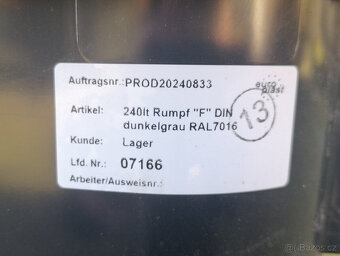 Auftragsnr.: PROD20240833
euro plast
Artikel: 240lt Rumpf "F" DIN
dunkelgrau RAL7016
13
Kunde: Lager
Lfd. Nr.: 07166
Arbeiter/Ausweisnr.:
bazos.cz